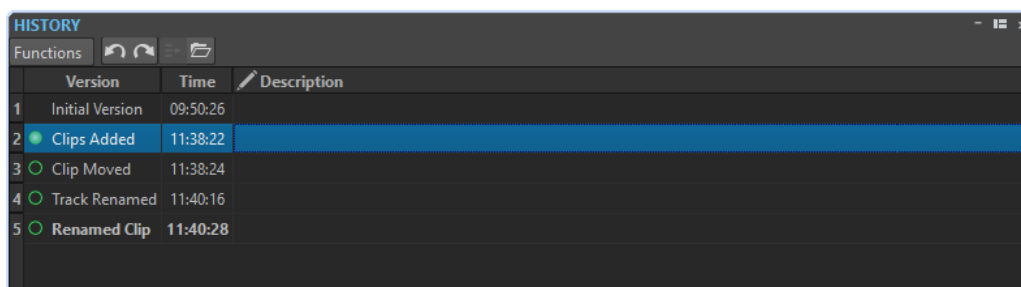 HISTORY
Functions
Version Time Description
1 Initial Version 09:50:26
2 Clips Added 11:38:22
3 Clip Moved 11:38:24
4 Track Renamed 11:40:16
5 Renamed Clip 11:40:28